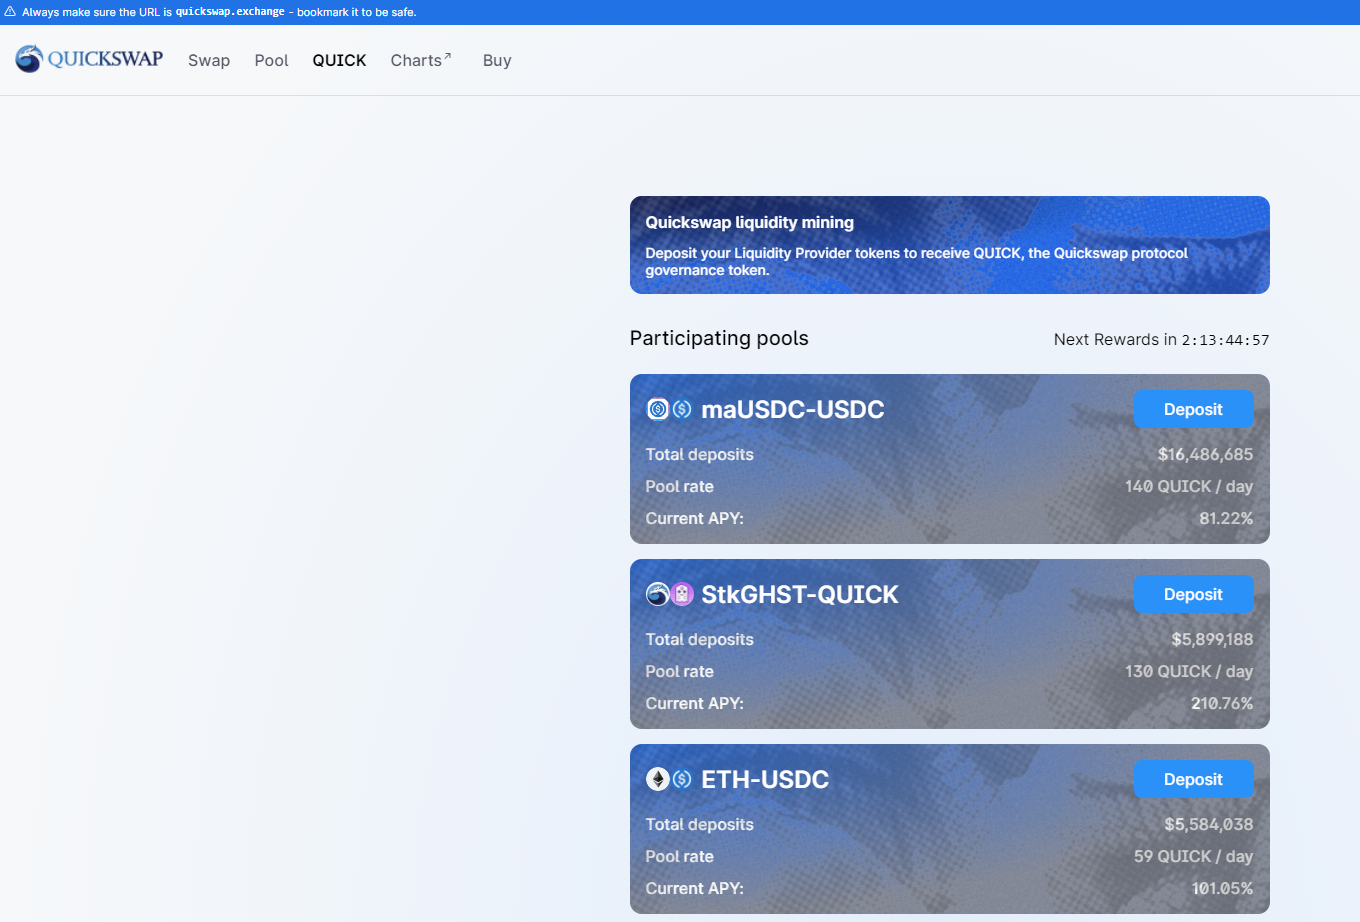 Always make sure the URL is quickswap.exchange - bookmark it to be safe.
QUICKSWAP Swap Pool QUICK Charts↗ Buy
Quickswap liquidity mining
Deposit your Liquidity Provider tokens to receive QUICK, the Quickswap protocol
governance token.
Participating pools Next Rewards in 2:13:44:57
maUSDC-USDC Deposit
Total deposits $16,486,685
Pool rate 140 QUICK / day
Current APY: 81.22%
StkGHST-QUICK Deposit
Total deposits $5,899,188
Pool rate 130 QUICK / day
Current APY: 210.76%
ETH-USDC Deposit
Total deposits $5,584,038
Pool rate 59 QUICK / day
Current APY: 101.05%